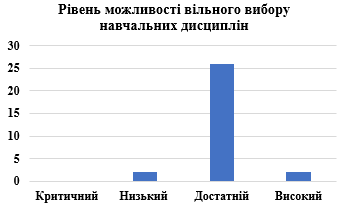 Рівень можливості вільного вибору
навчальних дисциплін
30
25
20
15
10
5
0
Критичний Низький Достатній Високий